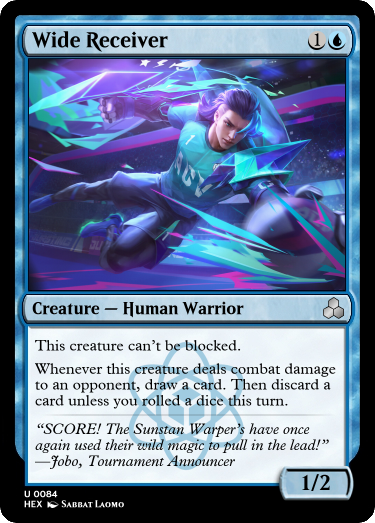 Wide Receiver 1
Creature — Human Warrior
This creature can't be blocked.
Whenever this creature deals combat damage
to an opponent, draw a card. Then discard a
card unless you rolled a dice this turn.
“SCORE! The Sunstan Warper's have once
again used their wild magic to pull in the lead!”
—Jobo, Tournament Announcer
1/2
U 0084
HEX Sabbat Laomo